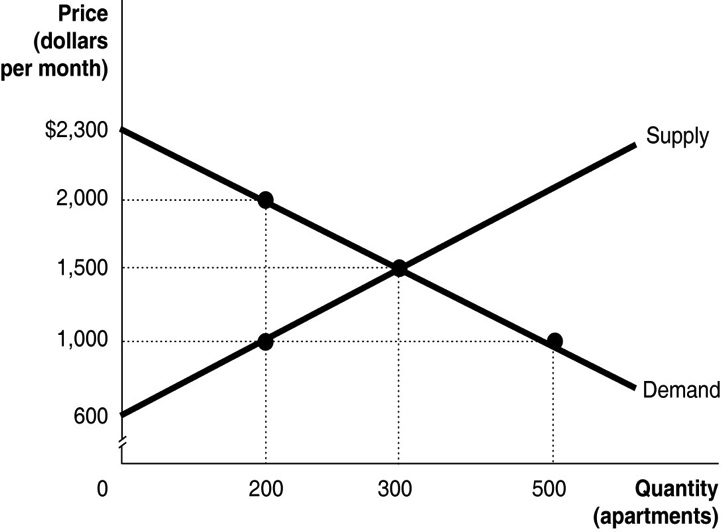 Price
(dollars
per month)
$2,300
Supply
2,000
1,500
1,000
Demand
600
0
200
300
500
Quantity
(apartments)